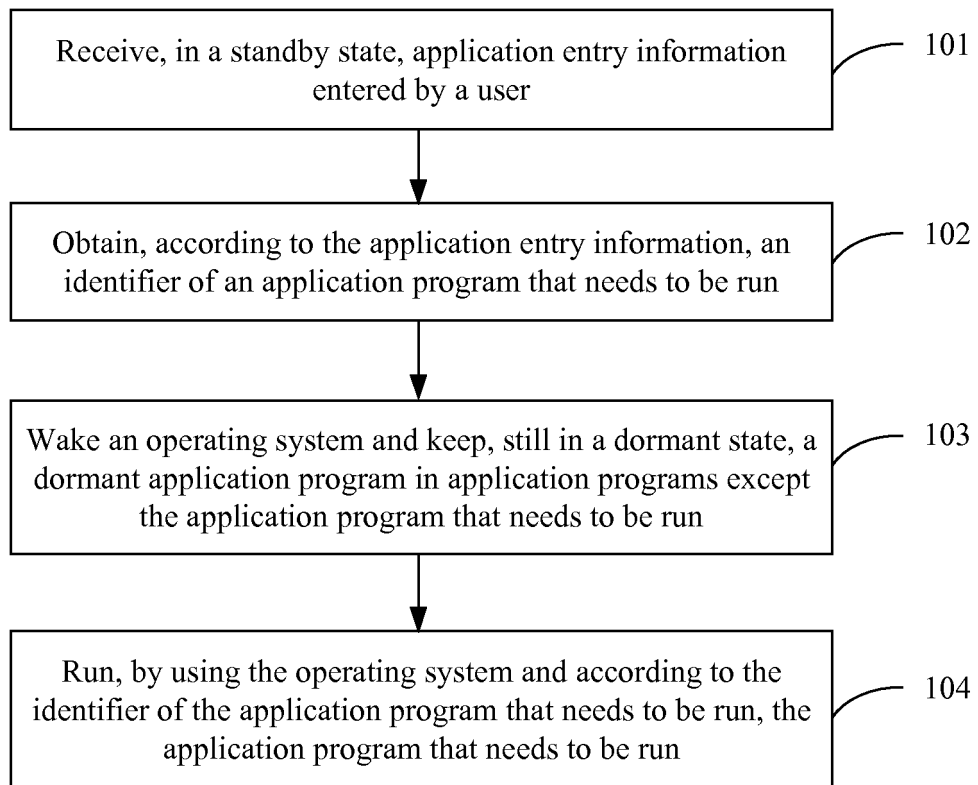 Receive, in a standby state, application entry information
entered by a user
101
Obtain, according to the application entry information, an
identifier of an application program that needs to be run
102
Wake an operating system and keep, still in a dormant state, a
dormant application program in application programs except
the application program that needs to be run
103
Run, by using the operating system and according to the
identifier of the application program that needs to be run, the
application program that needs to be run
104